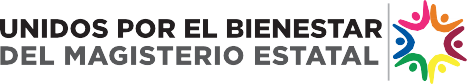 UNIDOS POR EL BIENESTAR
DEL MAGISTERIO ESTATAL